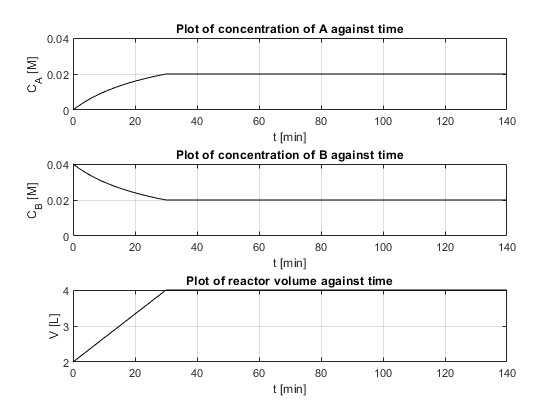 Plot of concentration of A against time
0.04
0.02
0
C_A [M]
0 20 40 60 80 100 120 140
t [min]
Plot of concentration of B against time
0.04
0.02
0
C_B [M]
0 20 40 60 80 100 120 140
t [min]
Plot of reactor volume against time
4
3
2
V [L]
0 20 40 60 80 100 120 140
t [min]